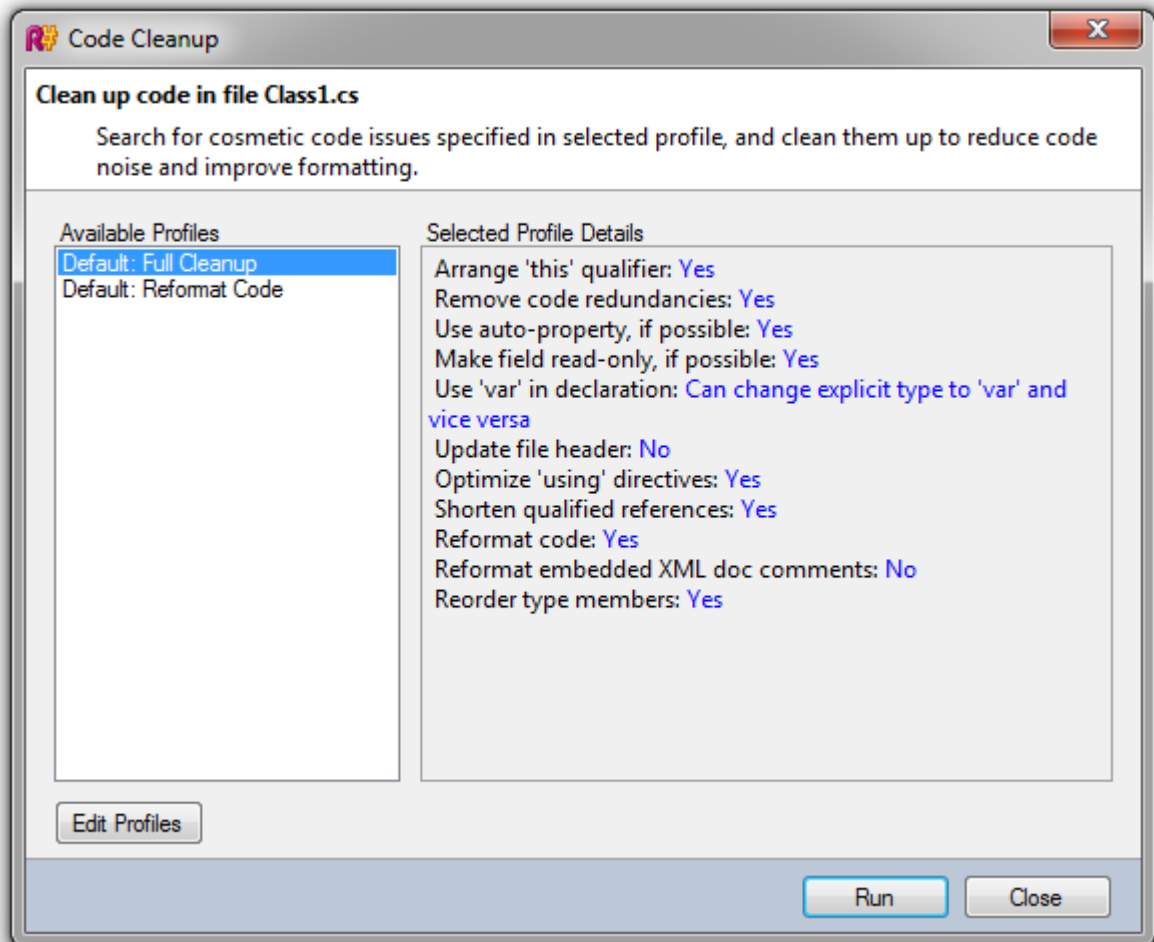 R# Code Cleanup
X
Clean up code in file Class1.cs
Search for cosmetic code issues specified in selected profile, and clean them up to reduce code
noise and improve formatting.
Available Profiles
Default: Full Cleanup
Default: Reformat Code
Selected Profile Details
Arrange 'this' qualifier: Yes
Remove code redundancies: Yes
Use auto-property, if possible: Yes
Make field read-only, if possible: Yes
Use 'var' in declaration: Can change explicit type to 'var' and
vice versa
Update file header: No
Optimize 'using' directives: Yes
Shorten qualified references: Yes
Reformat code: Yes
Reformat embedded XML doc comments: No
Reorder type members: Yes
Edit Profiles
Run
Close